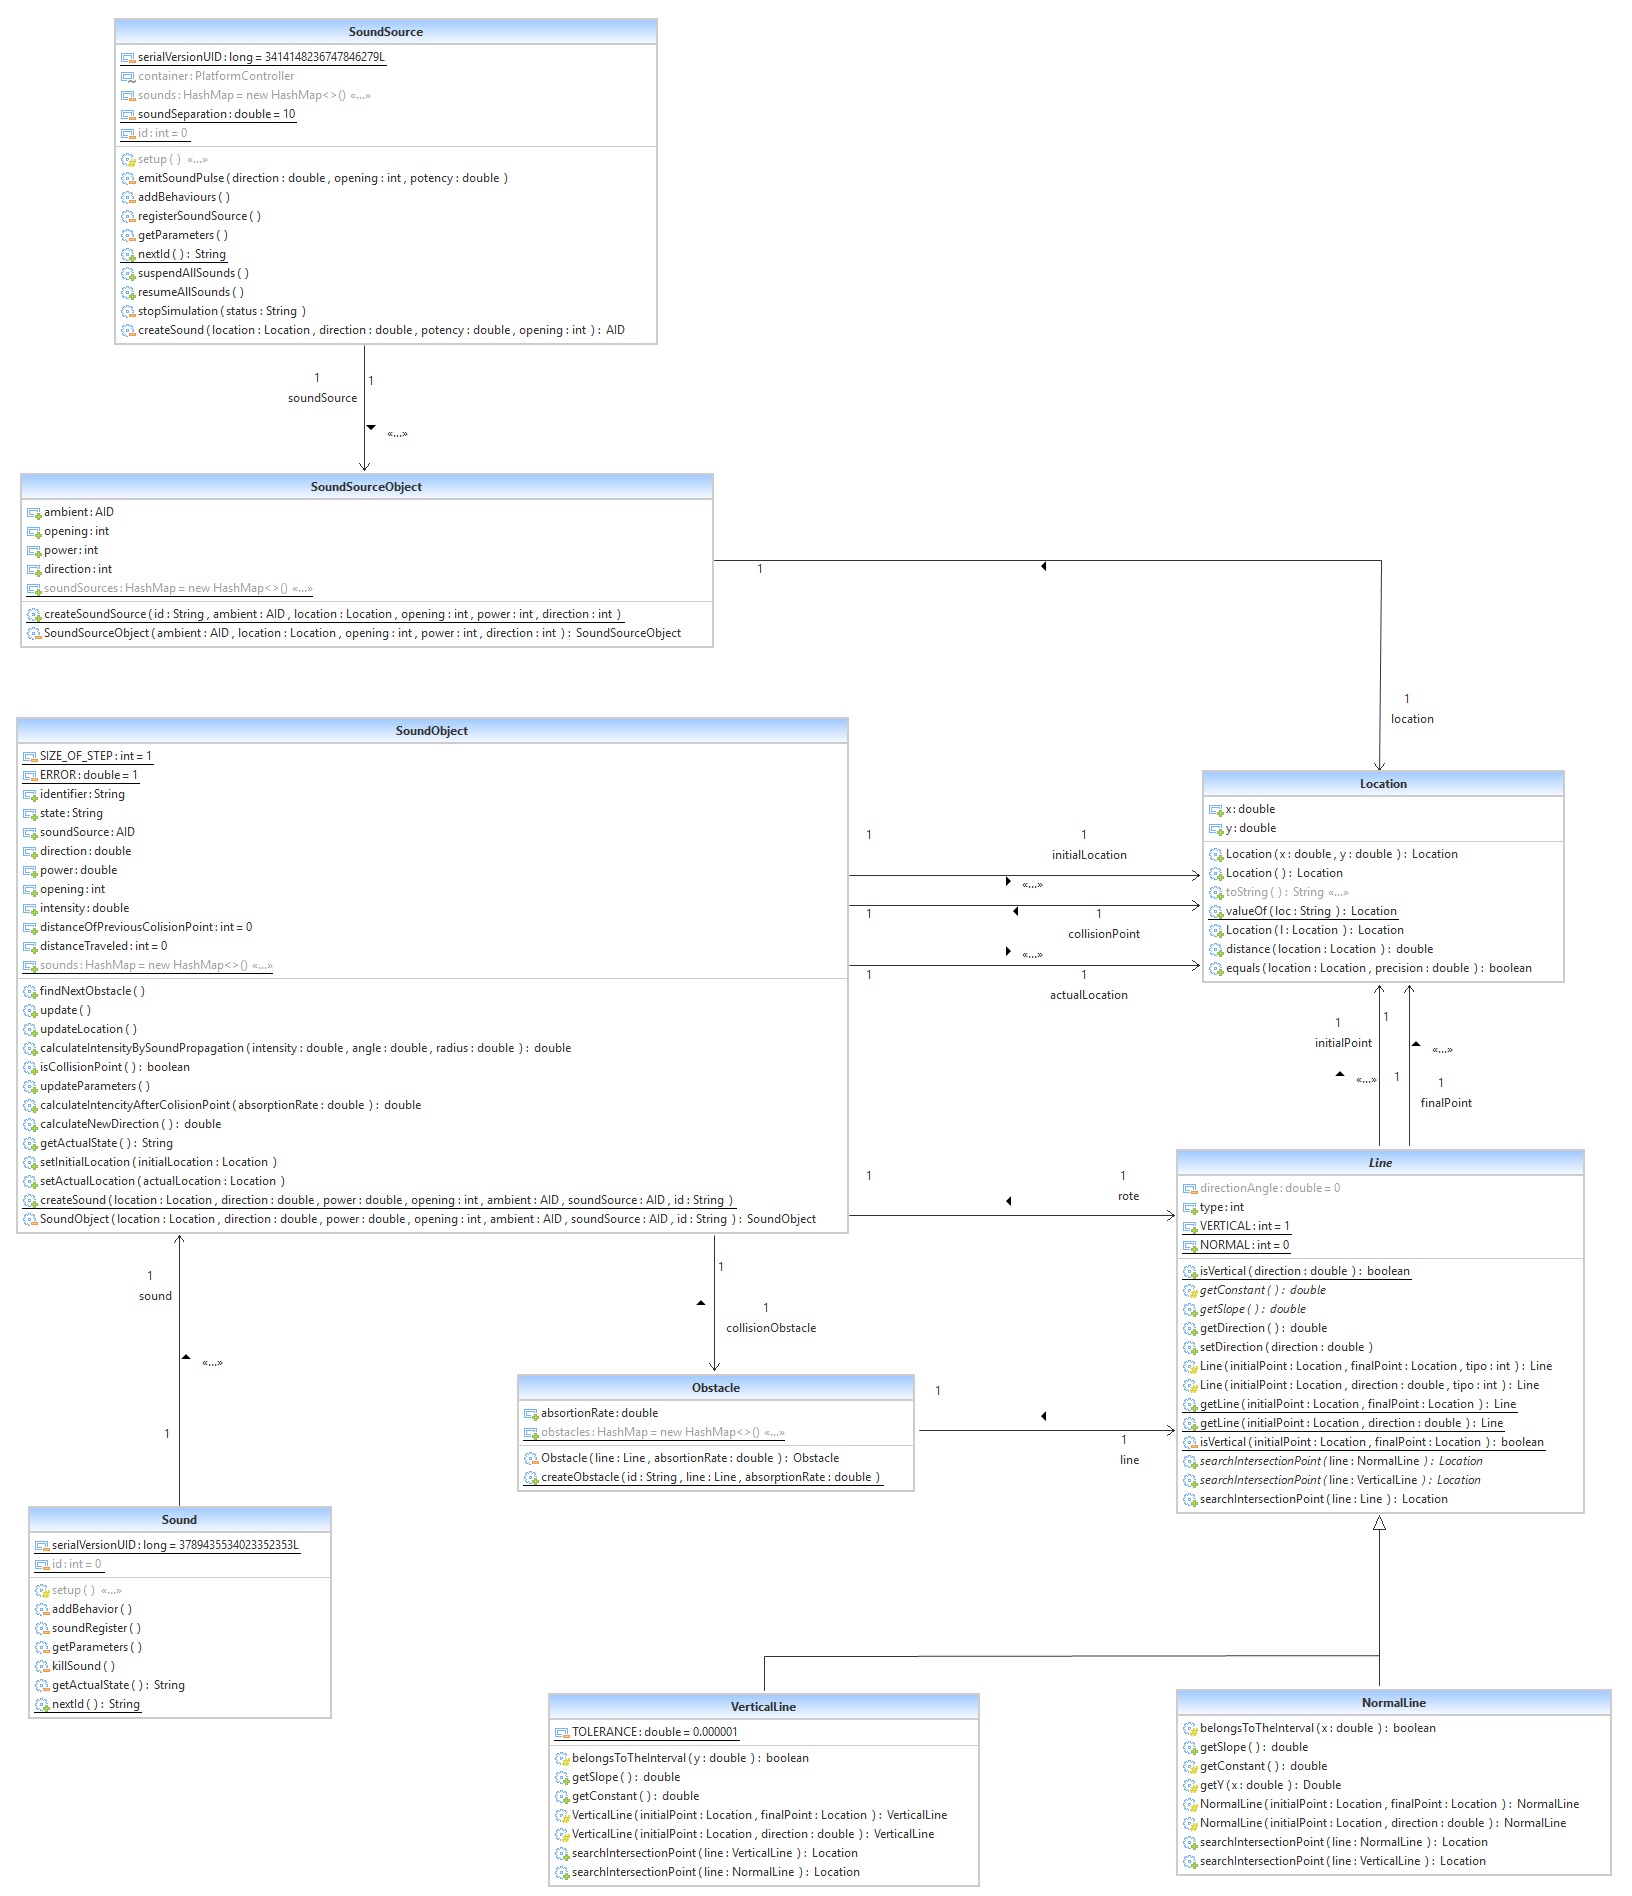 SoundSource
serialVersionUID : long = 3414148236747846279L
container : PlatformController
sounds : HashMap = new HashMap<>() «...»
soundSeparation : double = 10
id : int = 0
setup ( ) «...»
emitSoundPulse ( direction : double , opening : int , potency : double )
addBehaviours ( )
registerSoundSource ( )
getParameters ( )
nextId ( ) : String
suspendAllSounds ( )
resumeAllSounds ( )
stopSimulation ( status : String )
createSound ( location : Location , direction : double , potency : double , opening : int ) : AID
1
1
soundSource
«...»
SoundSourceObject
ambient : AID
opening : int
power : int
direction : int
soundSources : HashMap = new HashMap<>() «...»
createSoundSource ( id : String , ambient : AID , location : Location , opening : int , power : int , direction : int )
SoundSourceObject ( ambient : AID , location : Location , opening : int , power : int , direction : int ) : SoundSourceObject
1
1
location
SoundObject
SIZE_OF_STEP : int = 1
ERROR : double = 1
identifier : String
state : String
soundSource : AID
direction : double
power : double
opening : int
intensity : double
distanceOfPreviousColisionPoint : int = 0
distanceTraveled : int = 0
sounds : HashMap = new HashMap<>() «...»
findNextObstacle ( )
update ( )
updateLocation ( )
calculateIntensityBySoundPropagation ( intensity : double , angle : double , radius : double ) : double
isCollisionPoint ( ) : boolean
updateParameters ( )
calculateIntencityAfterColisionPoint ( absorptionRate : double ) : double
calculateNewDirection ( ) : double
getActualState ( ) : String
setInitialLocation ( initialLocation : Location )
setActualLocation ( actualLocation : Location )
createSound ( location : Location , direction : double , power : double , opening : int , ambient : AID , soundSource : AID , id : String )
SoundObject ( location : Location , direction : double , power : double , opening : int , ambient : AID , soundSource : AID , id : String ) : SoundObject
1
1
initialLocation
«...»
1
1
collisionPoint
«...»
1
1
actualLocation
Location
x : double
y : double
Location ( x : double , y : double ) : Location
Location ( ) : Location
toString ( ) : String «...»
valueOf ( loc : String ) : Location
Location ( l : Location ) : Location
distance ( location : Location ) : double
equals ( location : Location , precision : double ) : boolean
1
1
initialPoint
«...»
«...»
1
1
finalPoint
1
1
rote
Line
directionAngle : double = 0
type : int
VERTICAL : int = 1
NORMAL : int = 0
isVertical ( direction : double ) : boolean
getConstant ( ) : double
getSlope ( ) : double
getDirection ( ) : double
setDirection ( direction : double )
Line ( initialPoint : Location , finalPoint : Location , tipo : int ) : Line
Line ( initialPoint : Location , direction : double , tipo : int ) : Line
getLine ( initialPoint : Location , finalPoint : Location ) : Line
getLine ( initialPoint : Location , direction : double ) : Line
isVertical ( initialPoint : Location , finalPoint : Location ) : boolean
searchIntersectionPoint ( line : NormalLine ) : Location
searchIntersectionPoint ( line : VerticalLine ) : Location
searchIntersectionPoint ( line : Line ) : Location
1
sound
«...»
1
1
1
collisionObstacle
Obstacle
absortionRate : double
obstacles : HashMap = new HashMap<>() «...»
Obstacle ( line : Line , absortionRate : double ) : Obstacle
createObstacle ( id : String , line : Line , absorptionRate : double )
1
1
line
Sound
serialVersionUID : long = 3789435534023352353L
id : int = 0
setup ( ) «...»
addBehavior ( )
soundRegister ( )
getParameters ( )
killSound ( )
getActualState ( ) : String
nextId ( ) : String
VerticalLine
TOLERANCE : double = 0.000001
belongsToTheInterval ( y : double ) : boolean
getSlope ( ) : double
getConstant ( ) : double
VerticalLine ( initialPoint : Location , finalPoint : Location ) : VerticalLine
VerticalLine ( initialPoint : Location , direction : double ) : VerticalLine
searchIntersectionPoint ( line : VerticalLine ) : Location
searchIntersectionPoint ( line : NormalLine ) : Location
NormalLine
belongsToTheInterval ( x : double ) : boolean
getSlope ( ) : double
getConstant ( ) : double
getY ( x : double ) : Double
NormalLine ( initialPoint : Location , finalPoint : Location ) : NormalLine
NormalLine ( initialPoint : Location , direction : double ) : NormalLine
searchIntersectionPoint ( line : NormalLine ) : Location
searchIntersectionPoint ( line : VerticalLine ) : Location